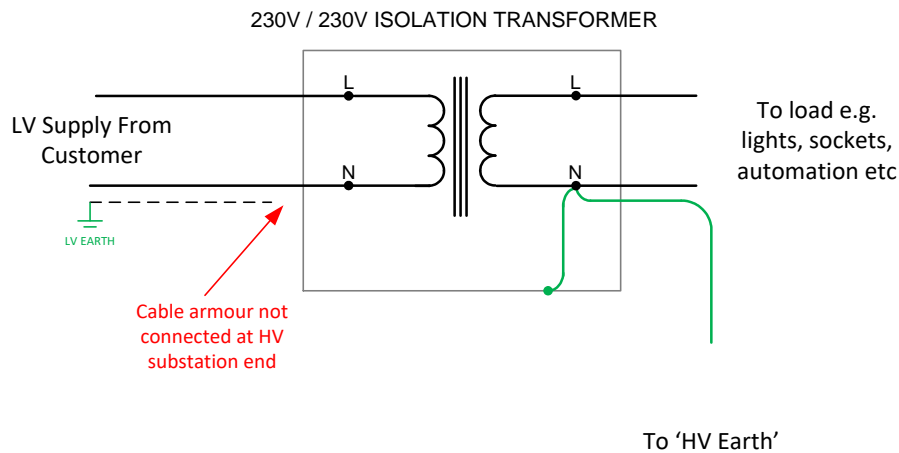 230V / 230V ISOLATION TRANSFORMER
L
L
LV Supply From
Customer
To load e.g.
lights, sockets,
automation etc
N
N
LV EARTH
Cable armour not
connected at HV
substation end
To ‘HV Earth’